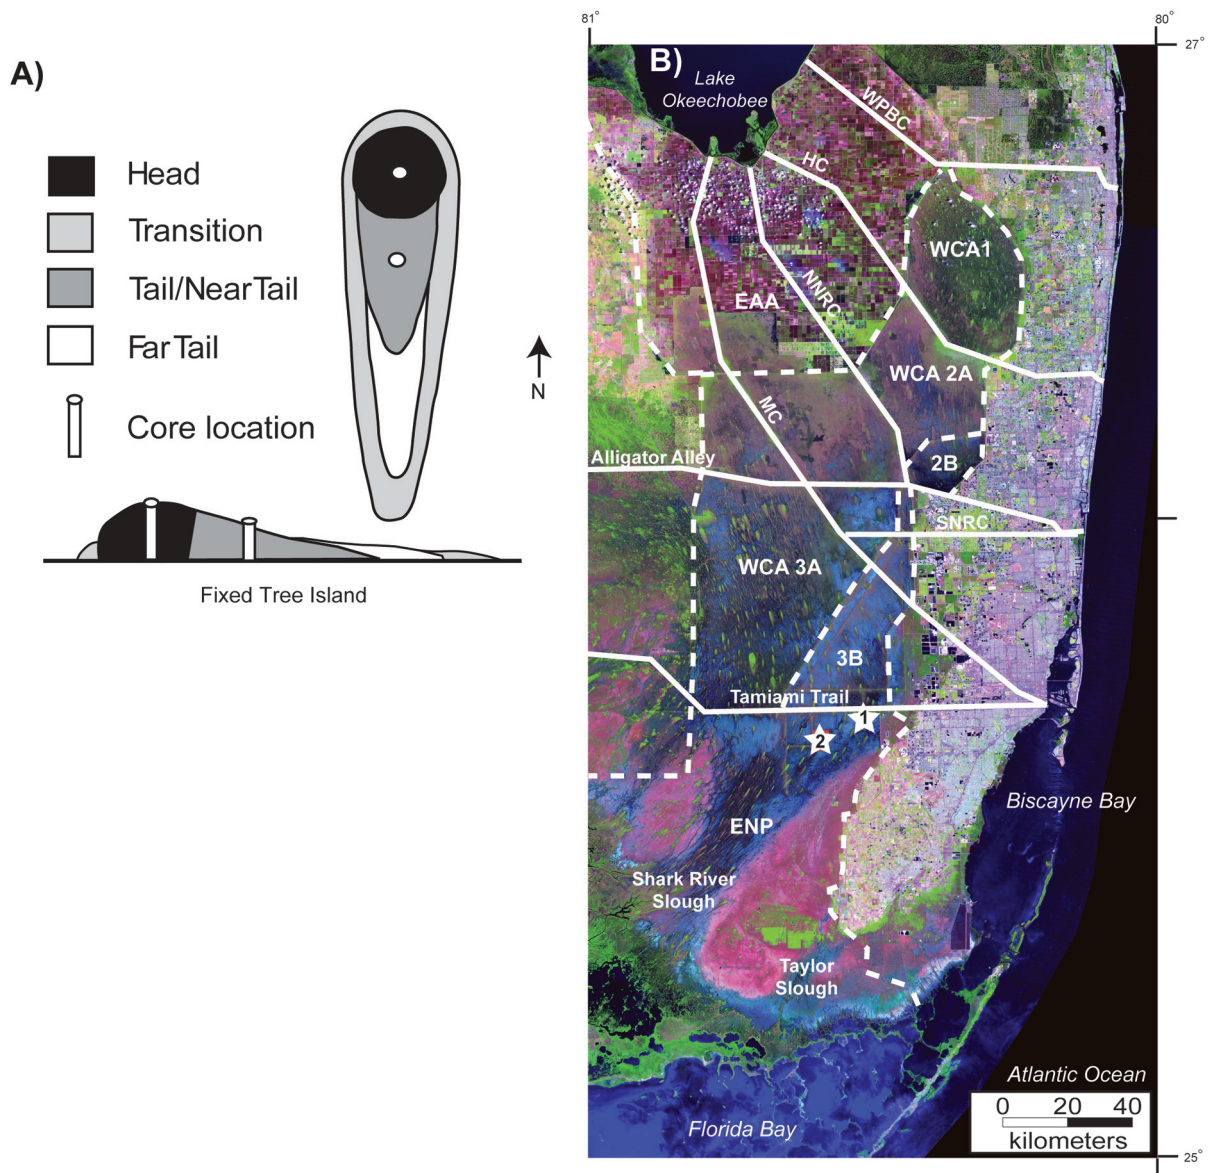 A)
Head
Transition
Tail/Near Tail
Far Tail
Core location
N
Fixed Tree Island
81°
80°
27°
B)
Lake
Okeechobee
WPBC
HC
WCA1
NNRC
EAA
WCA 2A
MC
Alligator Alley
2B
SNRC
WCA 3A
3B
Tamiami Trail
1
2
Biscayne Bay
ENP
Shark River
Slough
Taylor
Slough
Atlantic Ocean
0 20 40
kilometers
Florida Bay
25°